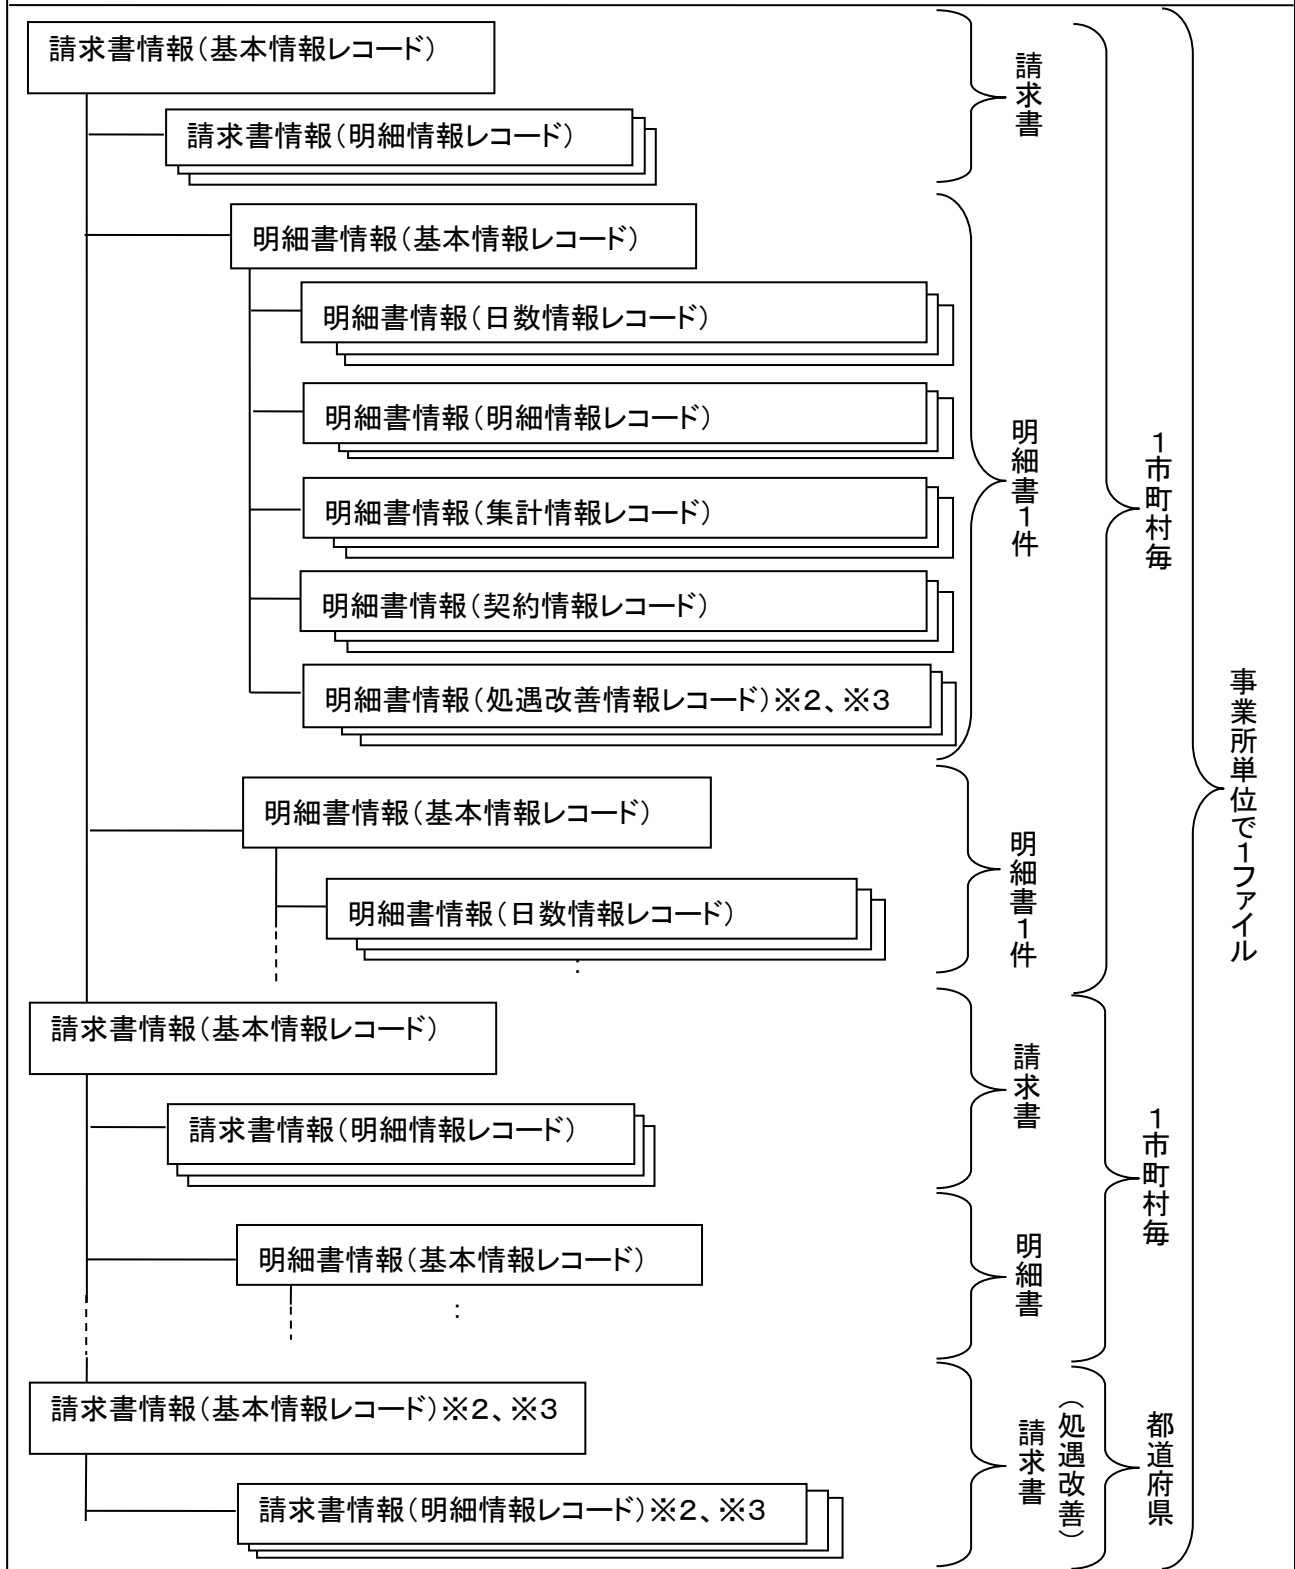 請求書情報（基本情報レコード）
請求書情報（明細情報レコード）
明細書情報（基本情報レコード）
明細書情報（日数情報レコード）
明細書情報（明細情報レコード）
明細書情報（集計情報レコード）
明細書情報（契約情報レコード）
明細書情報（処遇改善情報レコード）※２、※３
明細書情報（基本情報レコード）
明細書情報（日数情報レコード）
：
請求書情報（基本情報レコード）
請求書情報（明細情報レコード）
明細書情報（基本情報レコード）
：
請求書情報（基本情報レコード）※２、※３
請求書情報（明細情報レコード）※２、※３
請求書
明細書１件
明細書１件
請求書
明細書
請求書
（処遇改善）
１市町村毎
１市町村毎
都道府県
事業所単位で１ファイル